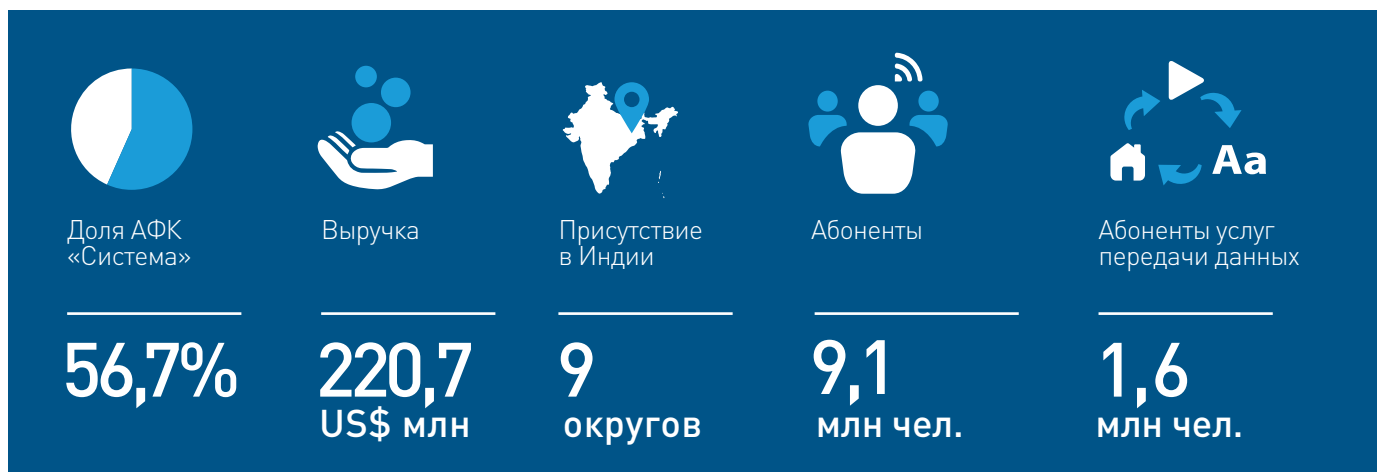 Aa
Доля АФК
«Система»
56,7%
Выручка
220,7
US$ млн
Присутствие
в Индии
9
округов
Абоненты
9,1
млн чел.
Абоненты услуг
передачи данных
1,6
млн чел.